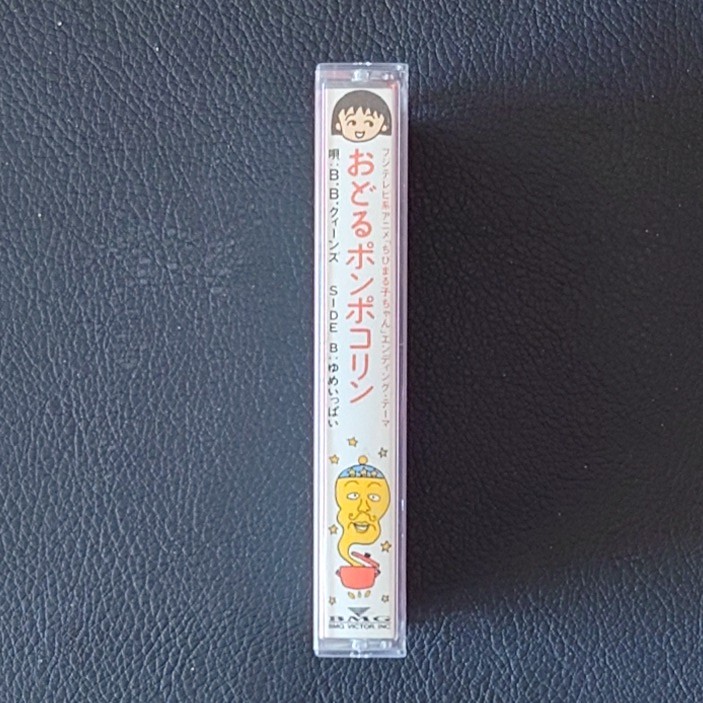 フジテレビ系アニメ「ちびまる子ちゃん」エンディング・テーマ
おどるポンポコリン
唄:B.B.クィーンズ SIDE B:ゆめいっぱい
BMG
BMG VICTOR INC